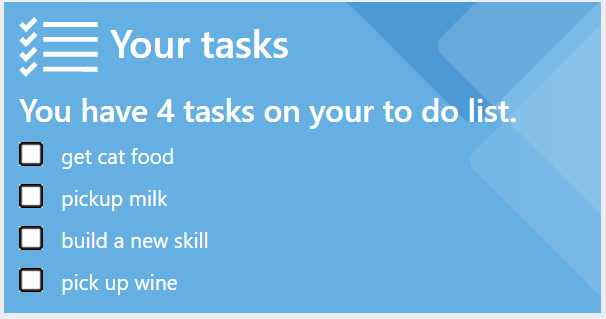 Your tasks
You have 4 tasks on your to do list.
get cat food
pickup milk
build a new skill
pick up wine